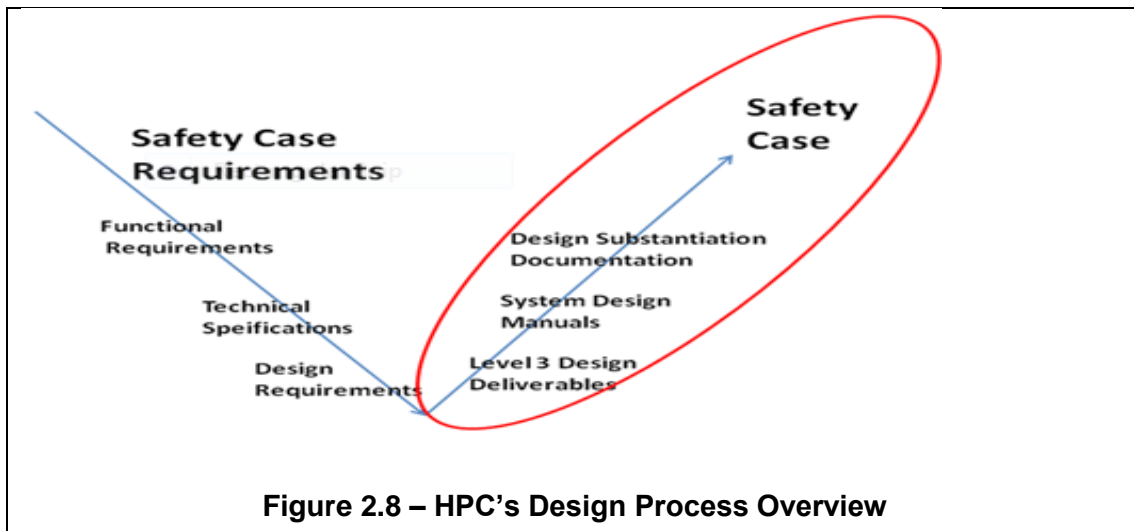 Safety Case
Requirements
Functional
Requirements
Technical
Speifications
Design
Requirements
Safety
Case
Design Substantiation
Documentation
System Design
Manuals
Level 3 Design
Deliverables
Figure 2.8 – HPC’s Design Process Overview